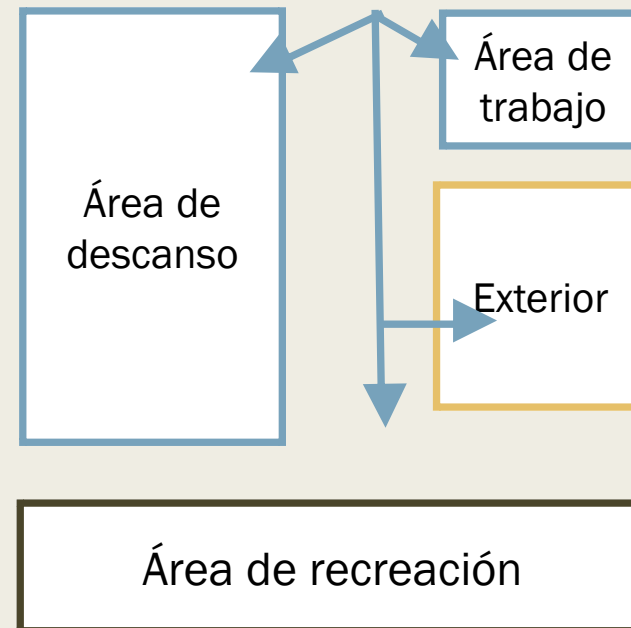 Área de
trabajo
Área de
descanso
Exterior
Área de recreación